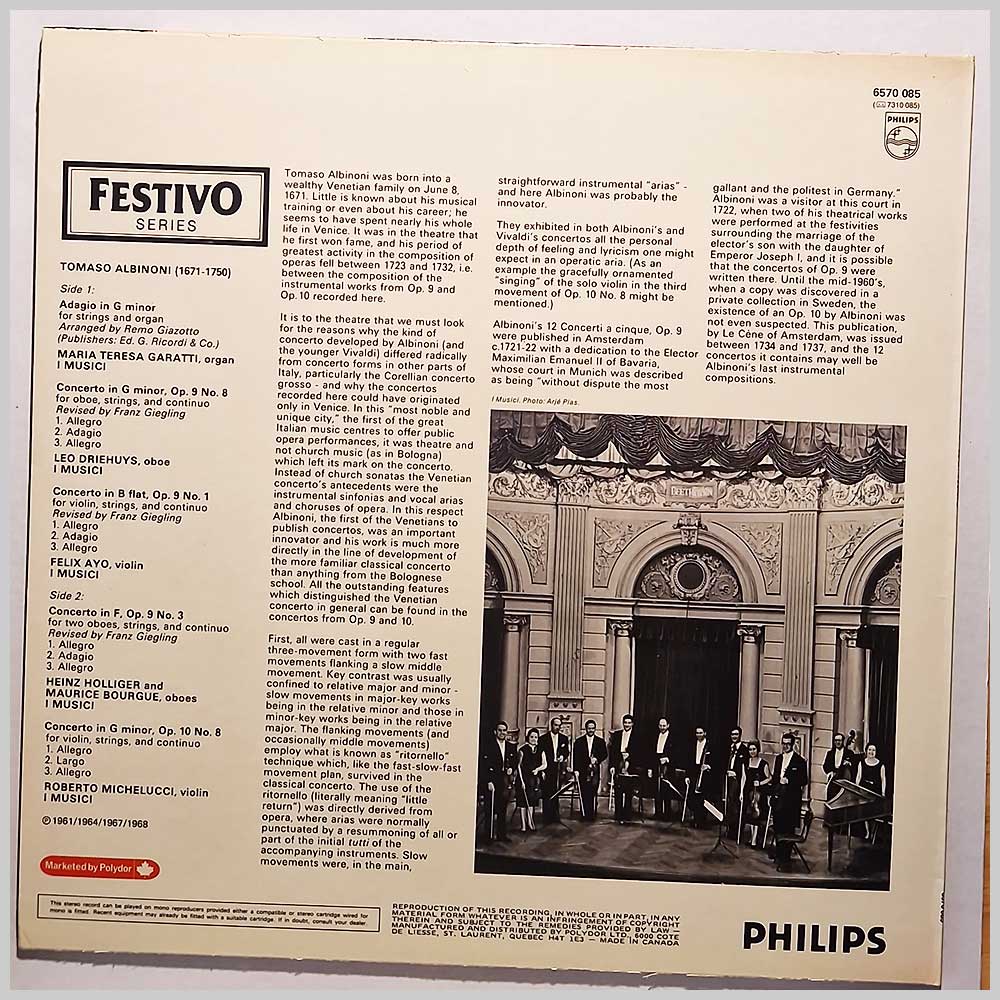 6570 085
(7310 085)
PHILIPS
FESTIVO
SERIES
TOMASO ALBINONI (1671-1750)
Side 1:
Adagio in G minor
for strings and organ
Arranged by Remo Giazotto
(Publishers: Ed. G. Ricordi & Co.)
MARIA TERESA GARATTI, organ
I MUSICI
Concerto in G minor, Op. 9 No. 8
for oboe, strings, and continuo
Revised by Franz Giegling
1. Allegro
2. Adagio
3. Allegro
LEO DRIEHUYS, oboe
I MUSICI
Concerto in B flat, Op. 9 No. 1
for violin, strings, and continuo
Revised by Franz Giegling
1. Allegro
2. Adagio
3. Allegro
FELIX AYO, violin
I MUSICI
Side 2:
Concerto in F, Op. 9 No. 3
for two oboes, strings, and continuo
Revised by Franz Giegling
1. Allegro
2. Adagio
3. Allegro
HEINZ HOLLIGER and
MAURICE BOURGUE, oboes
I MUSICI
Concerto in G minor, Op. 10 No. 8
for violin, strings, and continuo
1. Allegro
2. Largo
3. Allegro
ROBERTO MICHELUCCI, violin
I MUSICI
℗ 1961/1964/1967/1968
Marketed by Polydor
Tomaso Albinoni was born into a
wealthy Venetian family on June 8,
1671. Little is known about his musical
training or even about his career; he
seems to have spent nearly his whole
life in Venice. It was in the theatre that
he first won fame, and his period of
greatest activity in the composition of
operas fell between 1723 and 1732, i.e.
between the composition of the
instrumental works from Op. 9 and
Op. 10 recorded here.
It is to the theatre that we must look
for the reasons why the kind of
concerto developed by Albinoni (and
the younger Vivaldi) differed radically
from concerto forms in other parts of
Italy, particularly the Corellian concerto
grosso - and why the concertos
recorded here could have originated
only in Venice. In this "most noble and
unique city," the first of the great
Italian music centres to offer public
opera performances, it was theatre and
not church music (as in Bologna)
which left its mark on the concerto.
Instead of church sonatas the Venetian
concerto's antecedents were the
instrumental sinfonias and vocal arias
and choruses of opera. In this respect
Albinoni, the first of the Venetians to
publish concertos, was an important
innovator and his work is much more
directly in the line of development of
the more familiar classical concerto
than anything from the Bolognese
school. All the outstanding features
which distinguished the Venetian
concerto in general can be found in the
concertos from Op. 9 and 10.
First, all were cast in a regular
three-movement form with two fast
movements flanking a slow middle
movement. Key contrast was usually
confined to relative major and minor -
slow movements in major-key works
being in the relative minor and those in
minor-key works being in the relative
major. The flanking movements (and
occasionally middle movements)
employ what is known as "ritornello"
technique which, like the fast-slow-fast
movement plan, survived in the
classical concerto. The use of the
ritornello (literally meaning "little
return") was directly derived from
opera, where arias were normally
punctuated by a resummoning of all or
part of the initial tutti of the
accompanying instruments. Slow
movements were, in the main,
straightforward instrumental "arias" -
and here Albinoni was probably the
innovator.
They exhibited in both Albinoni's and
Vivaldi's concertos all the personal
depth of feeling and lyricism one might
expect in an operatic aria. (As an
example the gracefully ornamented
"singing" of the solo violin in the third
movement of Op. 10 No. 8 might be
mentioned.)
Albinoni's 12 Concerti a cinque, Op. 9
were published in Amsterdam
c.1721-22 with a dedication to the Elector
Maximilian Emanuel II of Bavaria,
whose court in Munich was described
as being "without dispute the most
gallant and the politest in Germany."
Albinoni was a visitor at this court in
1722, when two of his theatrical works
were performed at the festivities
surrounding the marriage of the
elector's son with the daughter of
Emperor Joseph I, and it is possible
that the concertos of Op. 9 were
written here. Until the mid-1960's,
when a copy was discovered in a
private collection in Sweden, the
existence of an Op. 10 by Albinoni was
not even suspected. This publication,
by Le Cène of Amsterdam, was issued
between 1734 and 1737, and the 12
concertos it contains may well be
Albinoni's last instrumental
compositions.
I Musici. Photo: Arjé Plas.
BEETHOVEN
This stereo record can be played on mono reproducers provided either a compatible or stereo cartridge wired for
mono is fitted. Recent equipment may already be fitted with a suitable cartridge. If in doubt, consult your dealer.
REPRODUCTION OF THIS RECORDING, IN WHOLE OR IN PART, IN ANY
MATERIAL FORM WHATEVER IS AN INFRINGEMENT OF COPYRIGHT
THEREIN AND SUBJECT TO THE REMEDIES PROVIDED BY LAW —
MANUFACTURED AND DISTRIBUTED BY POLYDOR LTD., 6000 COTE
DE LIESSE, ST. LAURENT, QUEBEC H4T 1E3 — MADE IN CANADA
PHILIPS